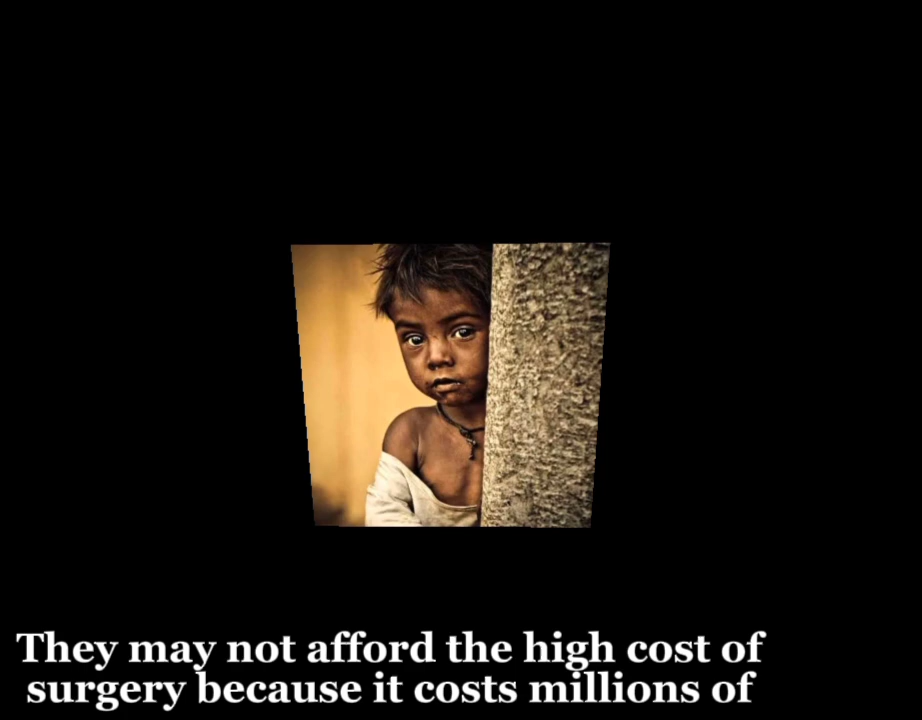 They may not afford the high cost of
surgery because it costs millions of